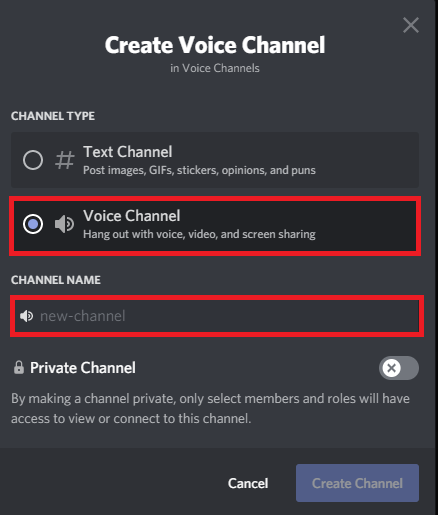 Create Voice Channel
in Voice Channels
CHANNEL TYPE
Text Channel
Post images, GIFs, stickers, opinions, and puns
Voice Channel
Hang out with voice, video, and screen sharing
CHANNEL NAME
new-channel
Private Channel
By making a channel private, only select members and roles will have
access to view or connect to this channel.
Cancel
Create Channel